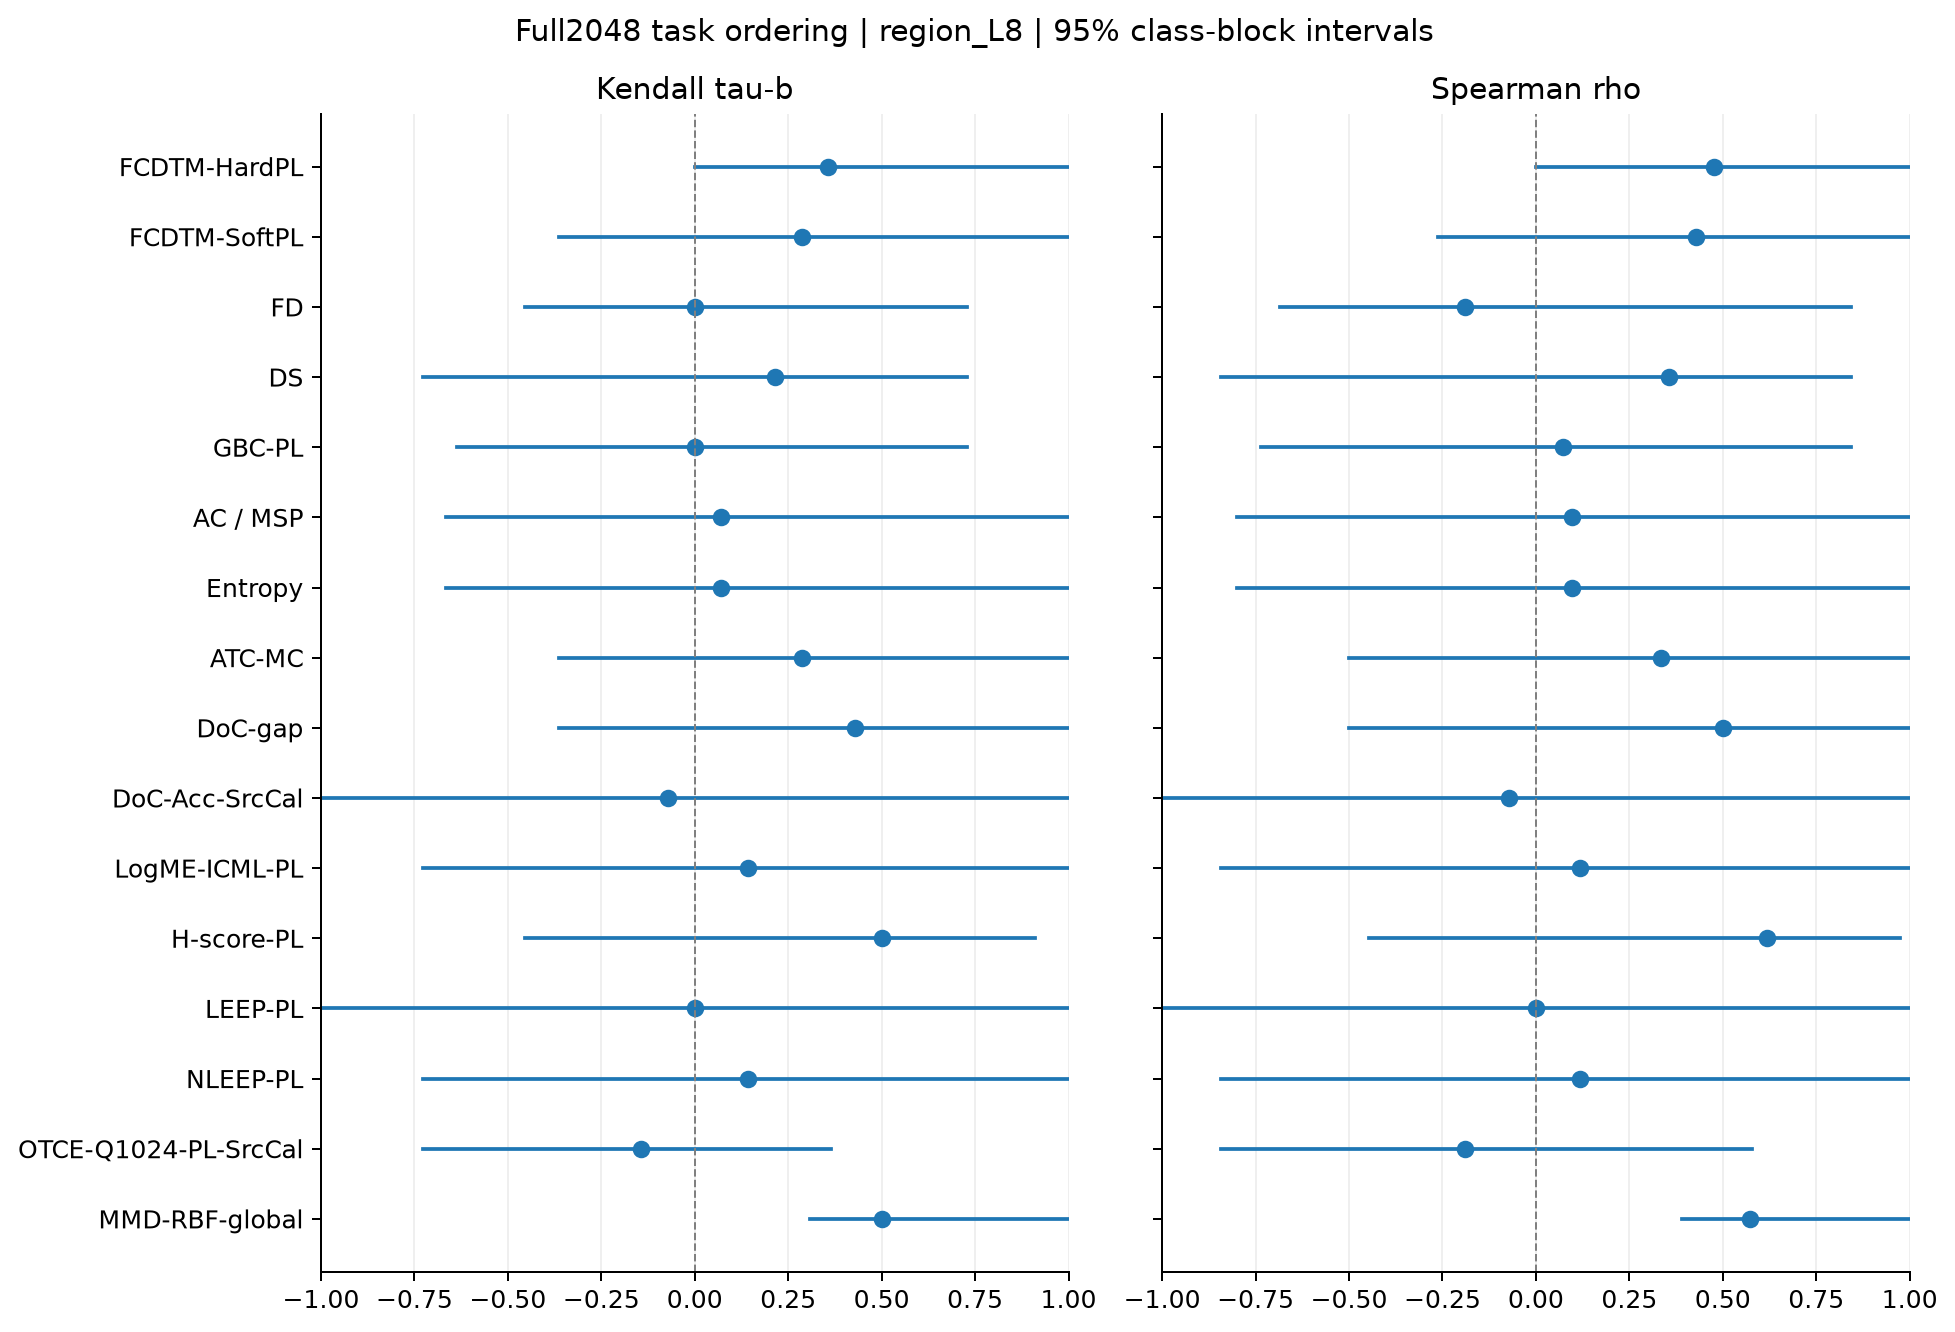 Full2048 task ordering | region_L8 | 95% class-block intervals
Kendall tau-b
Spearman rho
FCDTM-HardPL
FCDTM-SoftPL
FD
DS
GBC-PL
AC / MSP
Entropy
ATC-MC
DoC-gap
DoC-Acc-SrcCal
LogME-ICML-PL
H-score-PL
LEEP-PL
NLEEP-PL
OTCE-Q1024-PL-SrcCal
MMD-RBF-global
−1.00 −0.75 −0.50 −0.25 0.00 0.25 0.50 0.75 1.00
−1.00 −0.75 −0.50 −0.25 0.00 0.25 0.50 0.75 1.00